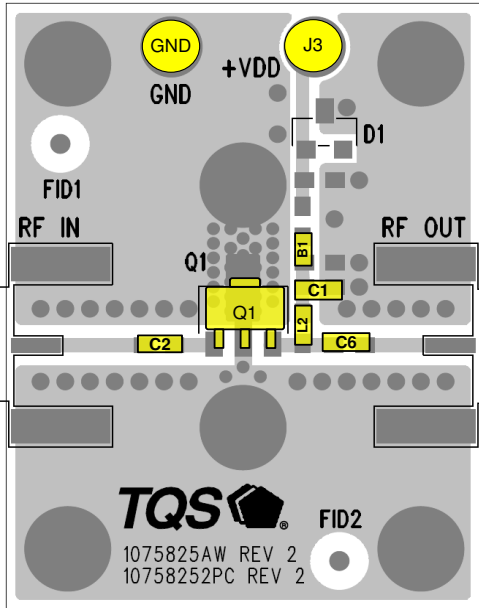 GND
J3
+VDD
GND
D1
FID1
RF IN
RF OUT
Q1
B1
C1
Q1
L2
C2
C6
TQS ®
FID2
1075825AW REV 2
10758252PC REV 2